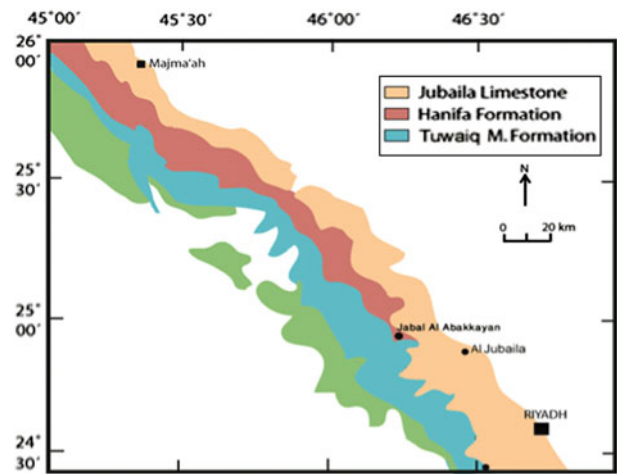 45°00′ 45°30′ 46°00′ 46°30′
26°
00′
Majma'ah
Jubaila Limestone
Hanifa Formation
Tuwaiq M. Formation
N
0 20 km
25°
30′
25°
00′
Jabal Al Abakkayan
Al Jubaila
RIYADH
24°
30′